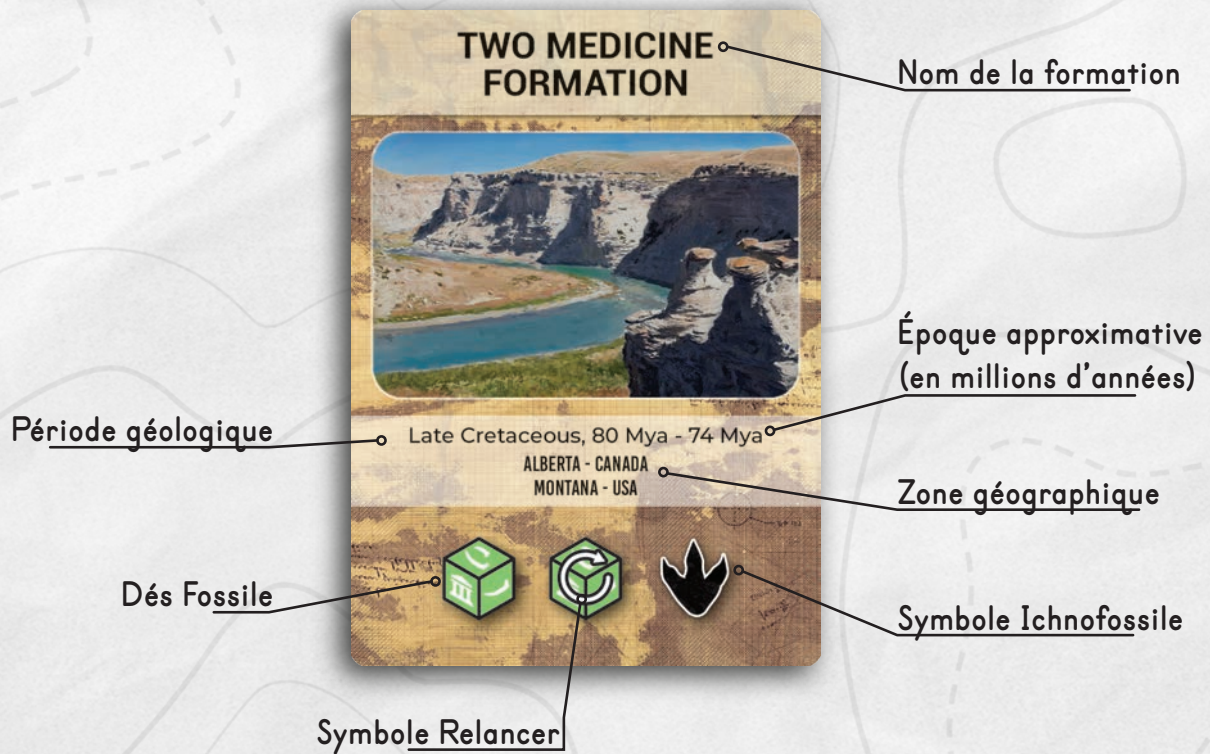 TWO MEDICINE
FORMATION
Nom de la formation
Époque approximative
(en millions d'années)
Période géologique
Late Cretaceous, 80 Mya - 74 Mya
ALBERTA - CANADA
MONTANA - USA
Zone géographique
Dés Fossile
Symbole Ichnofossile
Symbole Relancer